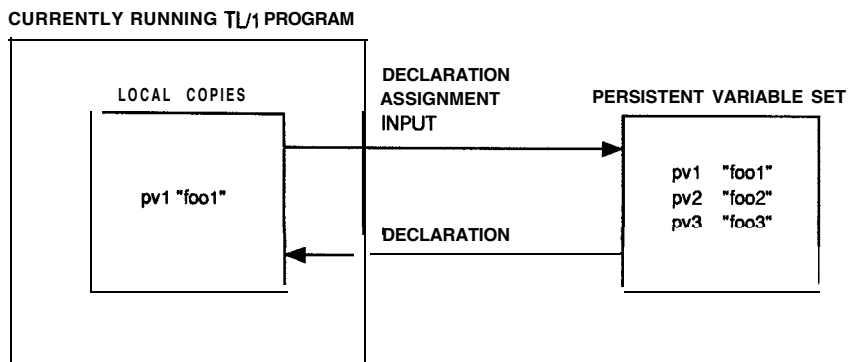 CURRENTLY RUNNING TL/1 PROGRAM
LOCAL COPIES
pv1 "foo1"
DECLARATION
ASSIGNMENT
INPUT
DECLARATION
PERSISTENT VARIABLE SET
pv1 "foo1"
pv2 "foo2"
pv3 "foo3"